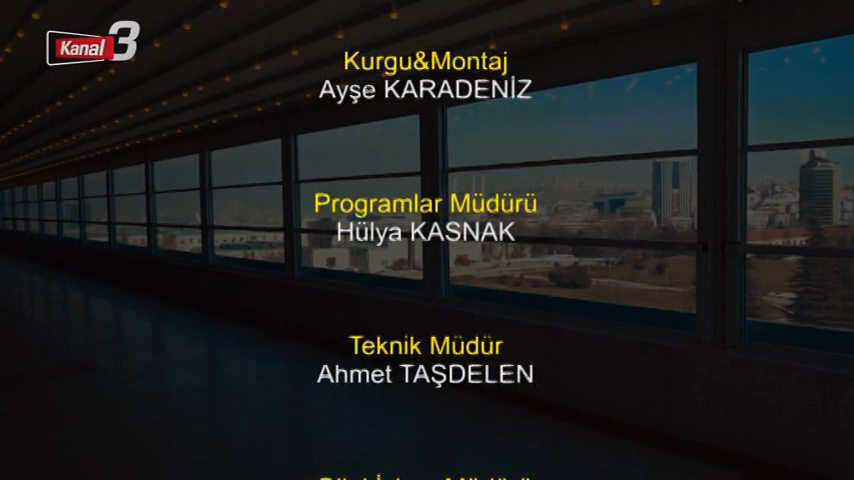 Kanal 3
Kurgu&Montaj
Ayşe KARADENİZ
Programlar Müdürü
Hülya KASNAK
Teknik Müdür
Ahmet TAŞDELEN